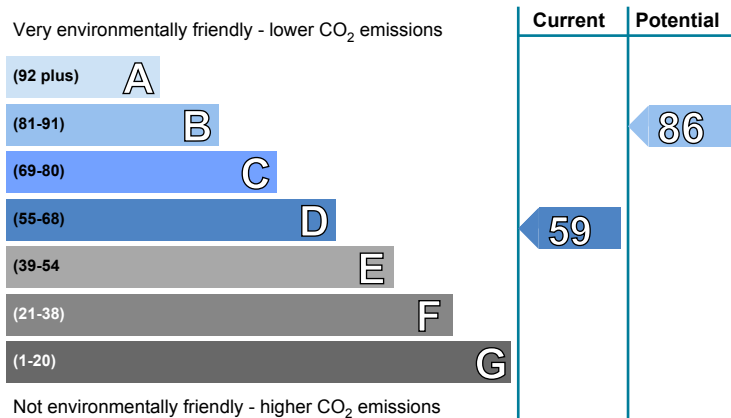 Very environmentally friendly - lower CO2 emissions
Current
Potential
(92 plus) A
(81-91) B
86
(69-80) C
(55-68) D
59
(39-54 E
(21-38) F
(1-20) G
Not environmentally friendly - higher CO2 emissions